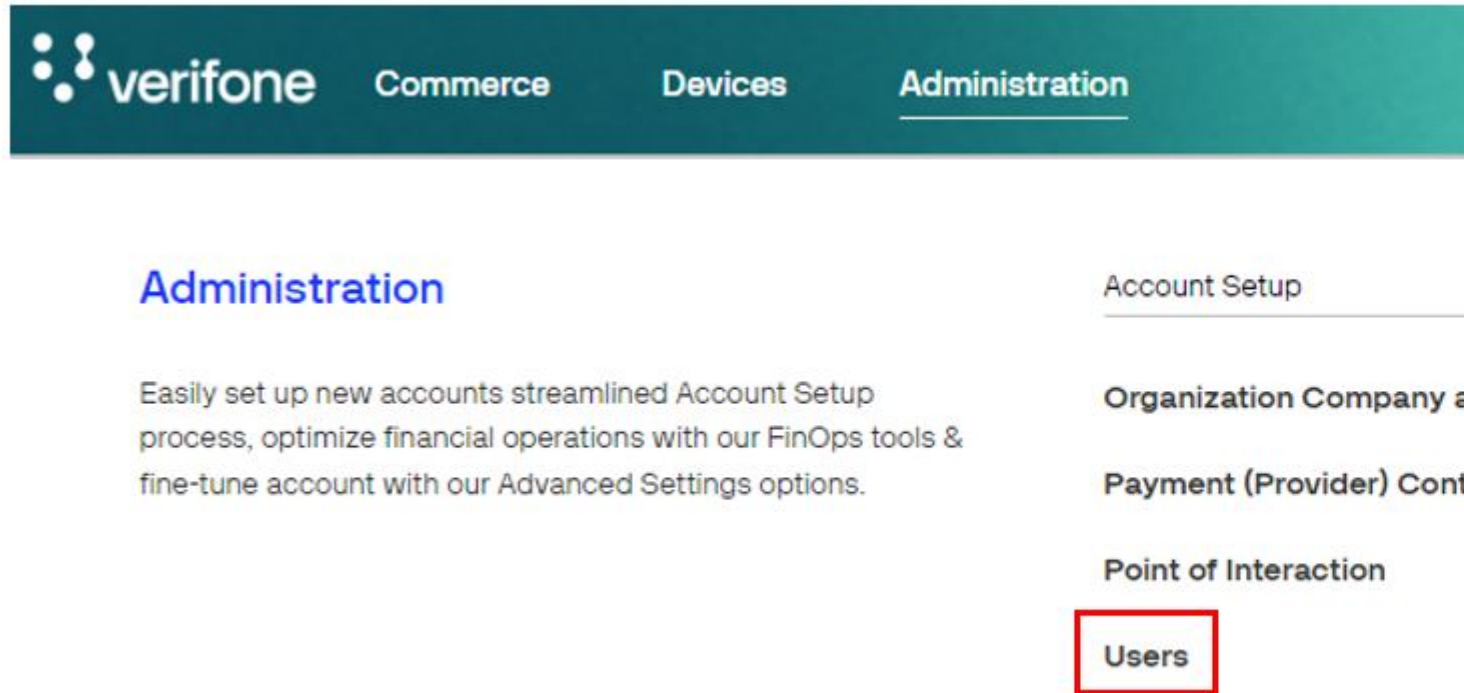 verifone Commerce Devices Administration
Administration
Easily set up new accounts streamlined Account Setup
process, optimize financial operations with our FinOps tools &
fine-tune account with our Advanced Settings options.
Account Setup
Organization Company
Payment (Provider)
Point of Interaction
Users